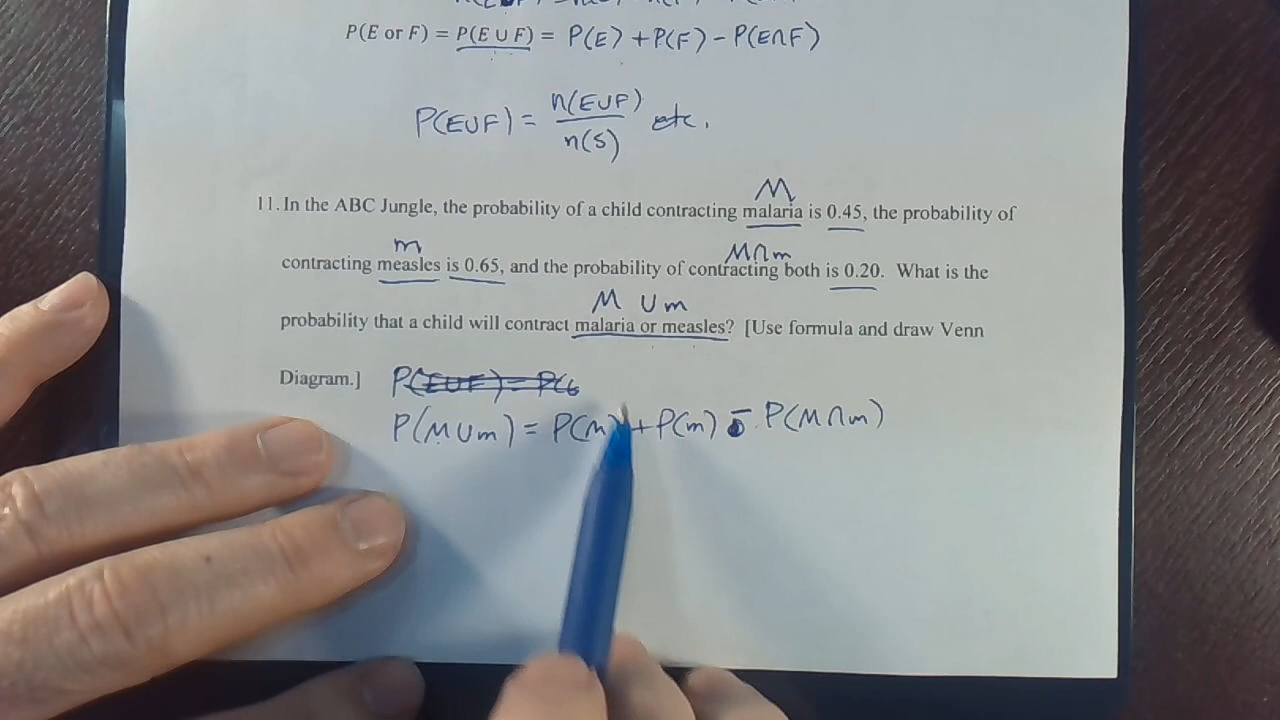 P(E or F) = P(E ∪ F) = P(E) + P(F) - P(E∩F)
P(E∪F) = n(E∪F) / n(S) etc.
M
11. In the ABC Jungle, the probability of a child contracting malaria is 0.45, the probability of
m M∩m
contracting measles is 0.65, and the probability of contracting both is 0.20. What is the
M ∪ m
probability that a child will contract malaria or measles? [Use formula and draw Venn
Diagram.]
P(M∪m) = P(M) + P(m) - P(M∩m)